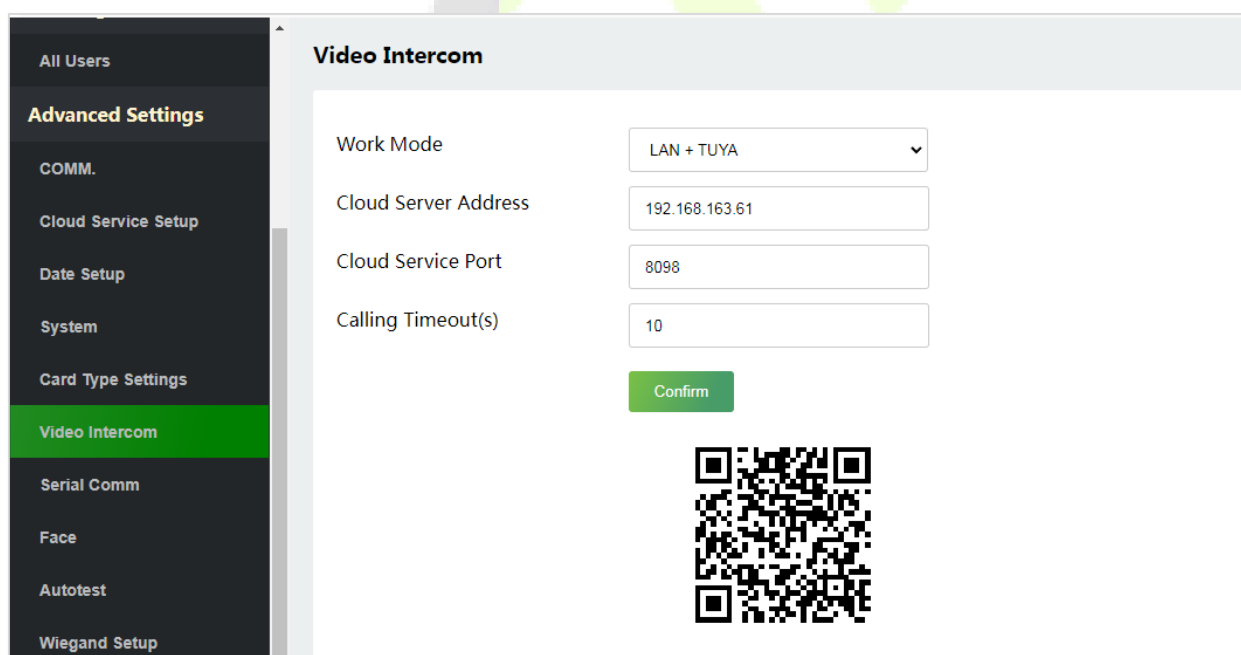 All Users
Advanced Settings
COMM.
Cloud Service Setup
Date Setup
System
Card Type Settings
Video Intercom
Serial Comm
Face
Autotest
Wiegand Setup
Video Intercom
Work Mode LAN + TUYA
Cloud Server Address 192.168.163.61
Cloud Service Port 8098
Calling Timeout(s) 10
Confirm